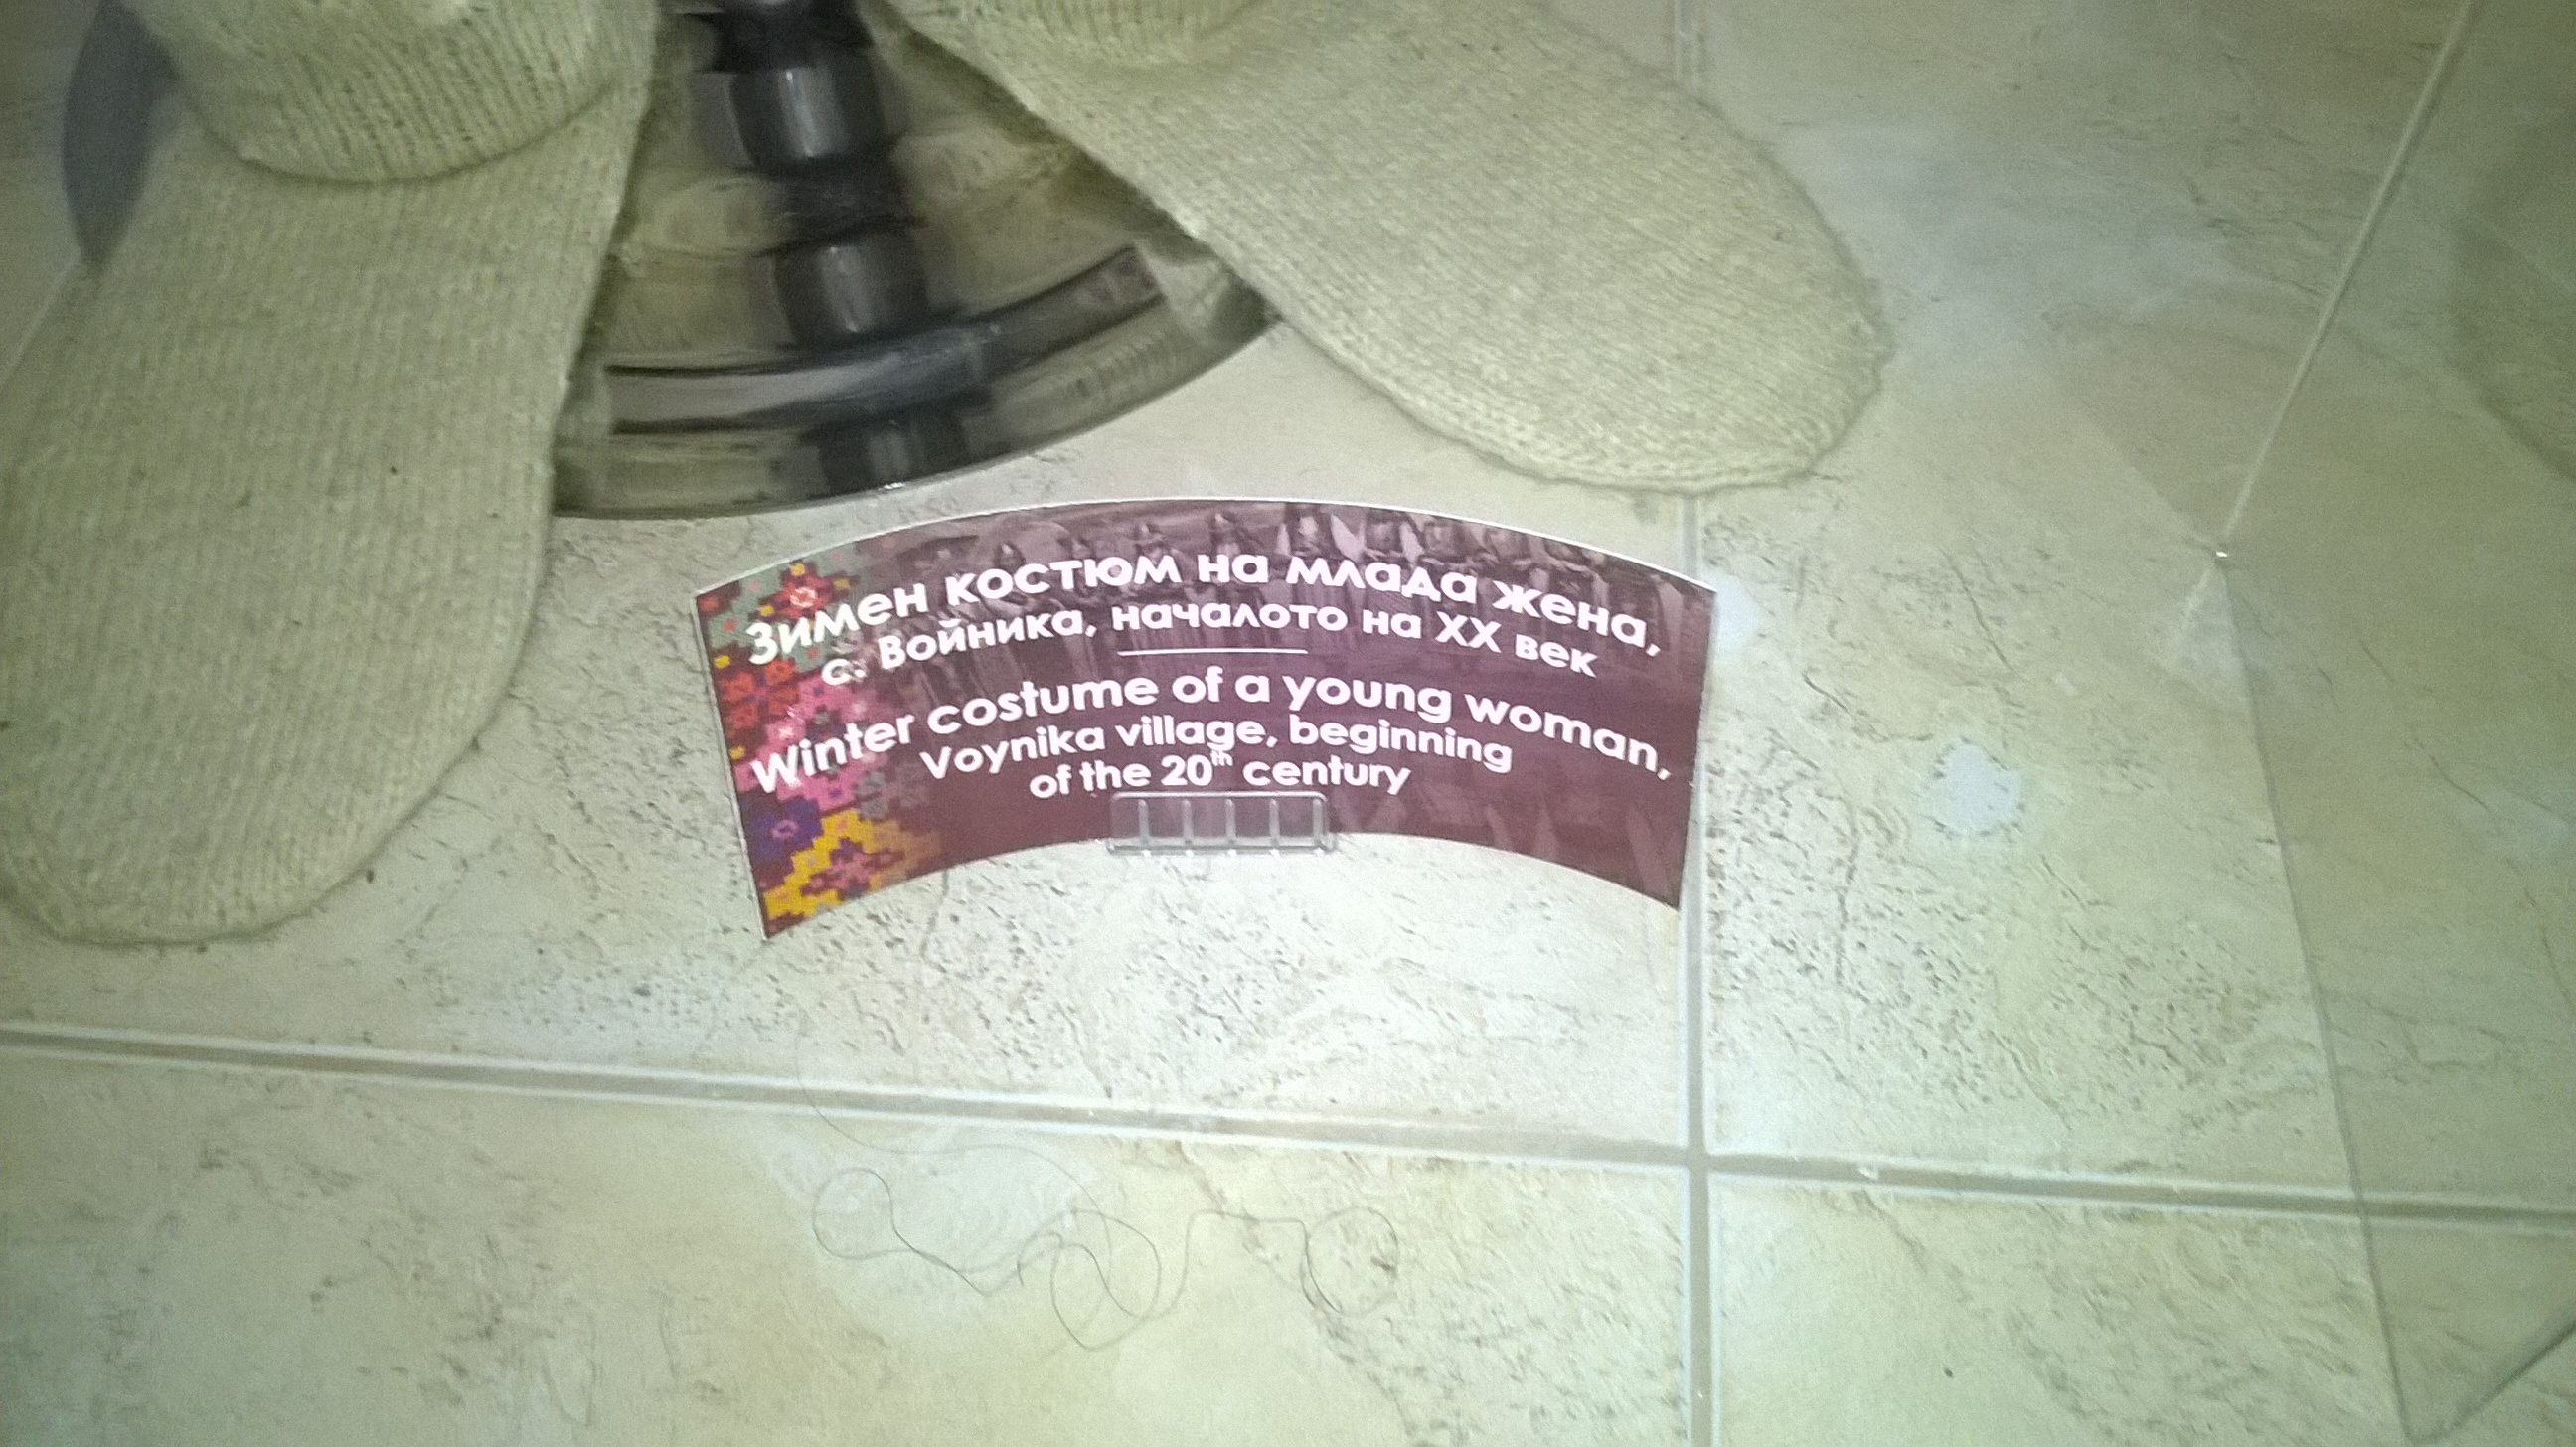 Зимен костюм на млада жена,
с. Войника, началото на XX век
Winter costume of a young woman,
Voynika village, beginning
of the 20th century